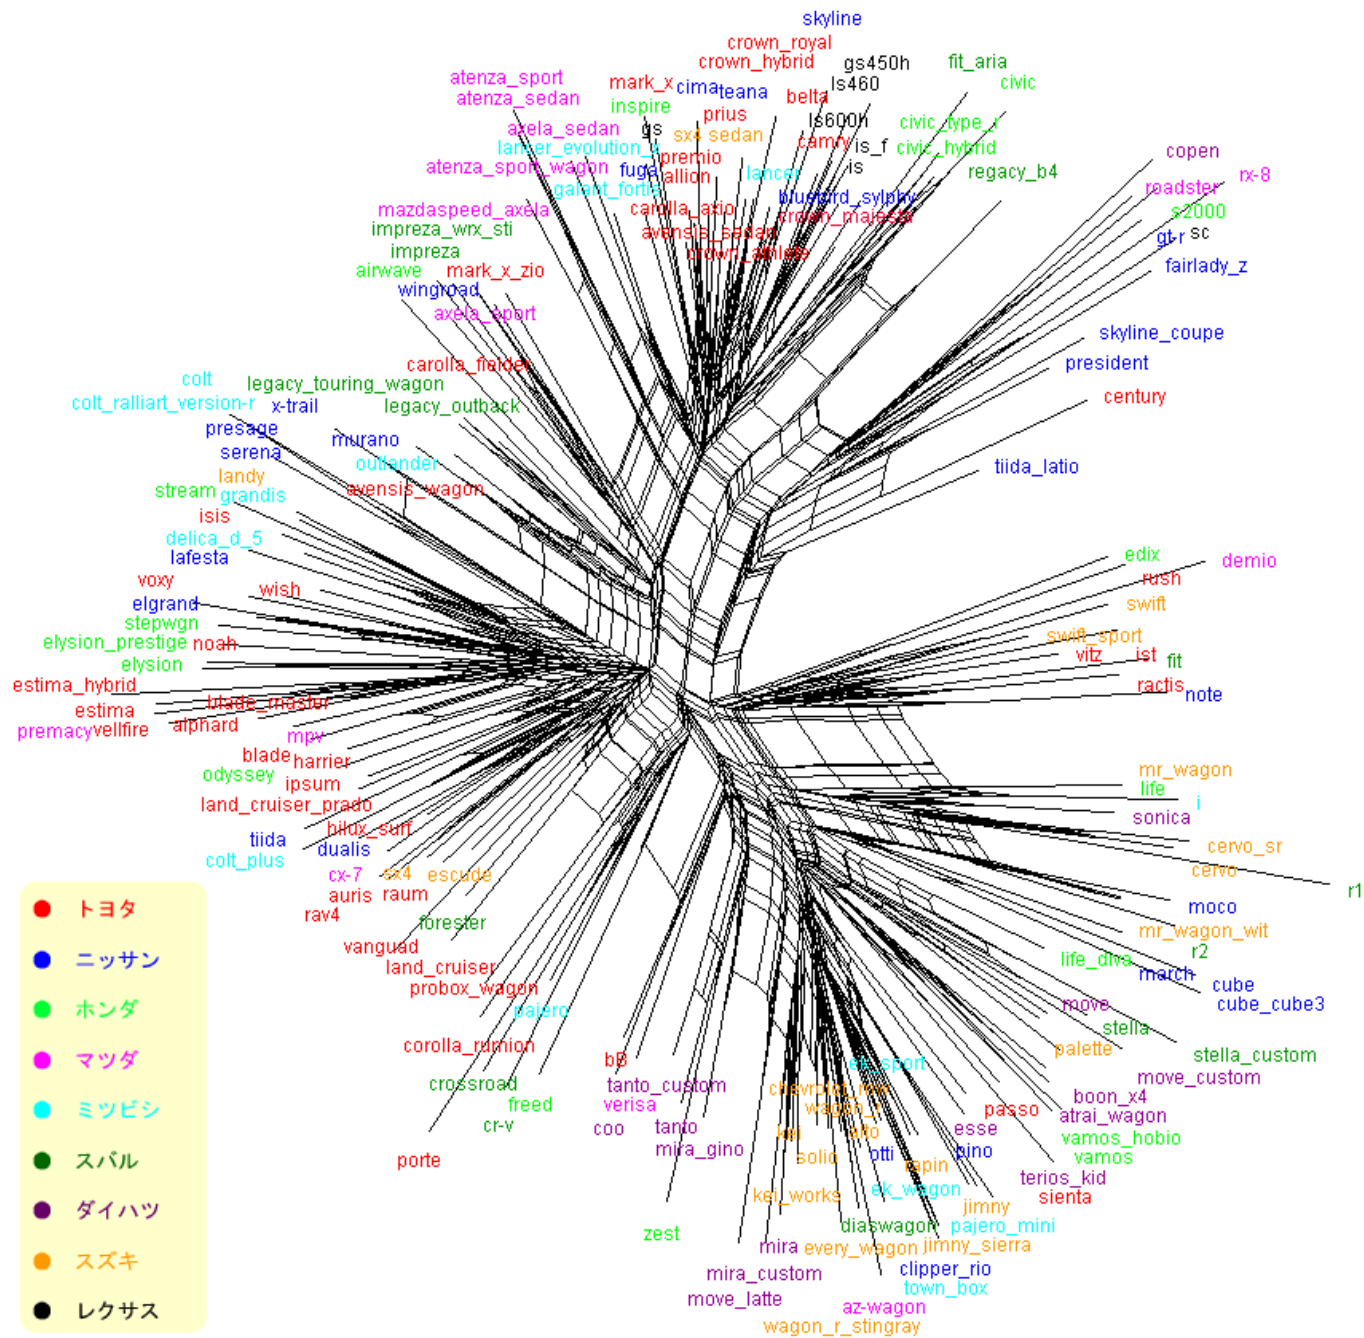 skyline
crown_royal
crown_hybrid
gs450h
fit_aria
atenza_sport
mark_x
cima
teana
ls460
civic
atenza_sedan
inspire
belta
prius
axela_sedan
gs
sx4 sedan
ls600h
civic_type_r
lancer_evolution_x
camry
is_f
civic_hybrid
copen
atenza_sport_wagon
fuga
premio
allion
lancer
is
regacy_b4
rx-8
galant_fortis
roadster
bluebird_sylphy
mazdaspeed_axela
carolla_axio
crown_majesta
s2000
impreza_wrx_sti
avensis_sedan
sc
gt-r
impreza
crown_athlete
airwave
mark_x_zio
fairlady_z
wingroad
axela_sport
skyline_coupe
carolla_fielder
president
colt
legacy_touring_wagon
century
colt_ralliart_version-r
x-trail
legacy_outback
presage
murano
serena
outlander
tiida_latio
landy
stream
grandis
avensis_wagon
isis
delica_d_5
lafesta
edix
demio
voxy
wish
rush
elgrand
swift
stepwgn
elysion_prestige
noah
swift_sport
elysion
vitz
ist
fit
estima_hybrid
blade_master
ractis
note
estima
premacy
vellfire
alphard
mpv
blade
harrier
mr_wagon
odyssey
ipsum
life
i
land_cruiser_prado
sonica
tiida
hilux_surf
dualis
cervo_sr
colt_plus
cervo
cx-7
sx4
escude
r1
auris
raum
トヨタ
rav4
moco
forester
mr_wagon_wit
vanguad
r2
ニッサン
land_cruiser
life_diva
march
cube
probox_wagon
cube_cube3
ホンダ
pajero
move
stella
corolla_rumion
bB
ek_sport
palette
stella_custom
マツダ
crossroad
tanto_custom
chevrolet_mw
move_custom
freed
verisa
wagon_r
passo
boon_x4
ミツビシ
cr-v
coo
tanto
kei
alto
esse
atrai_wagon
mira_gino
solio
otti
pino
vamos_hobio
porte
rapin
vamos
スバル
kei_works
ek_wagon
terios_kid
jimny
sienta
ダイハツ
zest
diaswagon
pajero_mini
mira
every_wagon
jimny_sierra
スズキ
mira_custom
clipper_rio
move_latte
town_box
az-wagon
レクサス
wagon_r_stingray